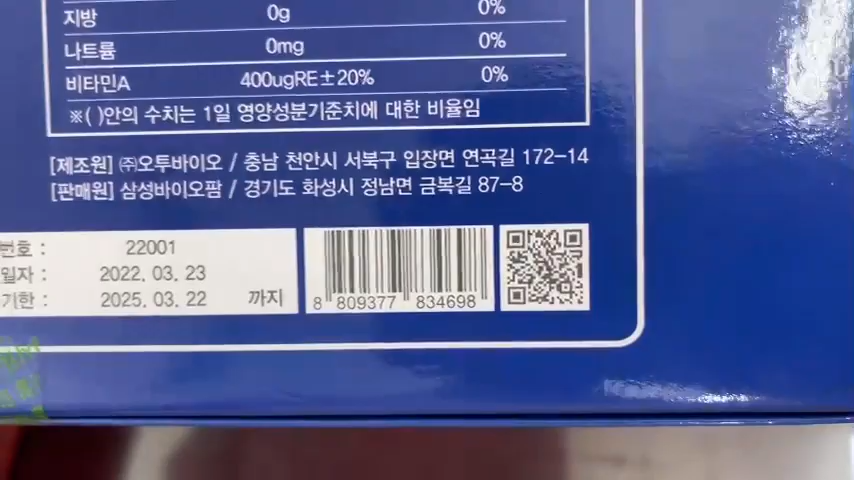 지방 0g 0%
나트륨 0mg 0%
비타민A 400ugRE±20% 0%
※( )안의 수치는 1일 영양성분기준치에 대한 비율임
[제조원] ㈜오투바이오 / 충남 천안시 서북구 입장면 연곡길 172-14
[판매원] 삼성바이오팜 / 경기도 화성시 정남면 금복길 87-8
번호 : 22001
일자 : 2022. 03. 23
기한 : 2025. 03. 22 까지
8 809377 834698